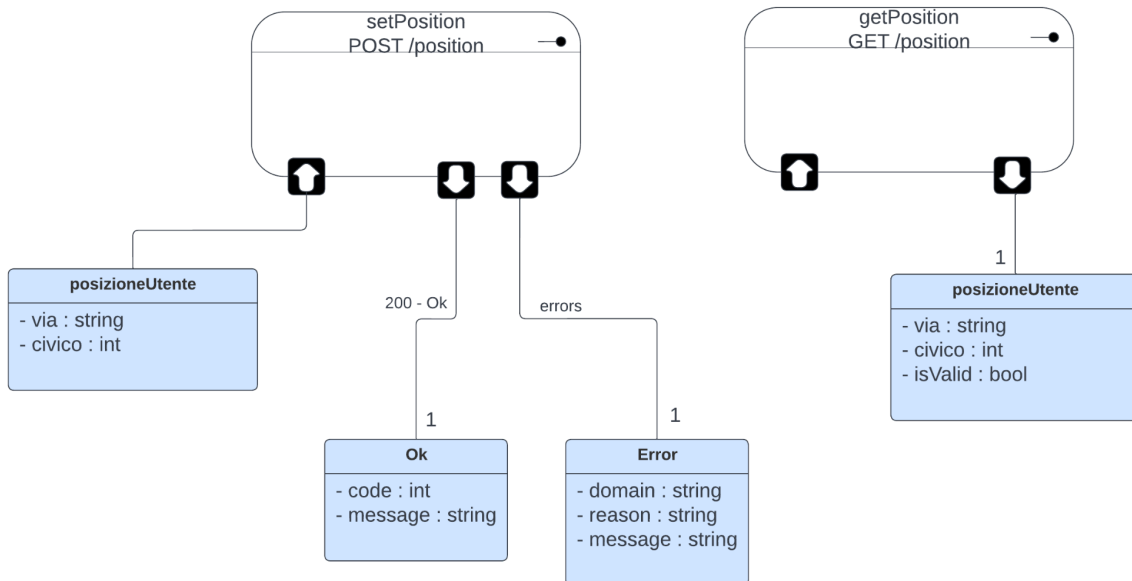 setPosition
POST /position
getPosition
GET /position
posizioneUtente
- via : string
- civico : int
200 - Ok
errors
1
posizioneUtente
- via : string
- civico : int
- isValid : bool
1
1
Ok
- code : int
- message : string
Error
- domain : string
- reason : string
- message : string